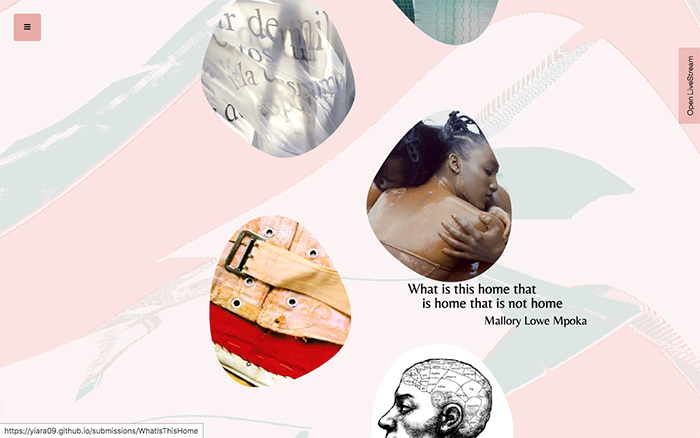 Open LiveStream
What is this home that
is home that is not home
Mallory Lowe Mpoka
https://yiara09.github.io/submissions/WhatIsThisHome